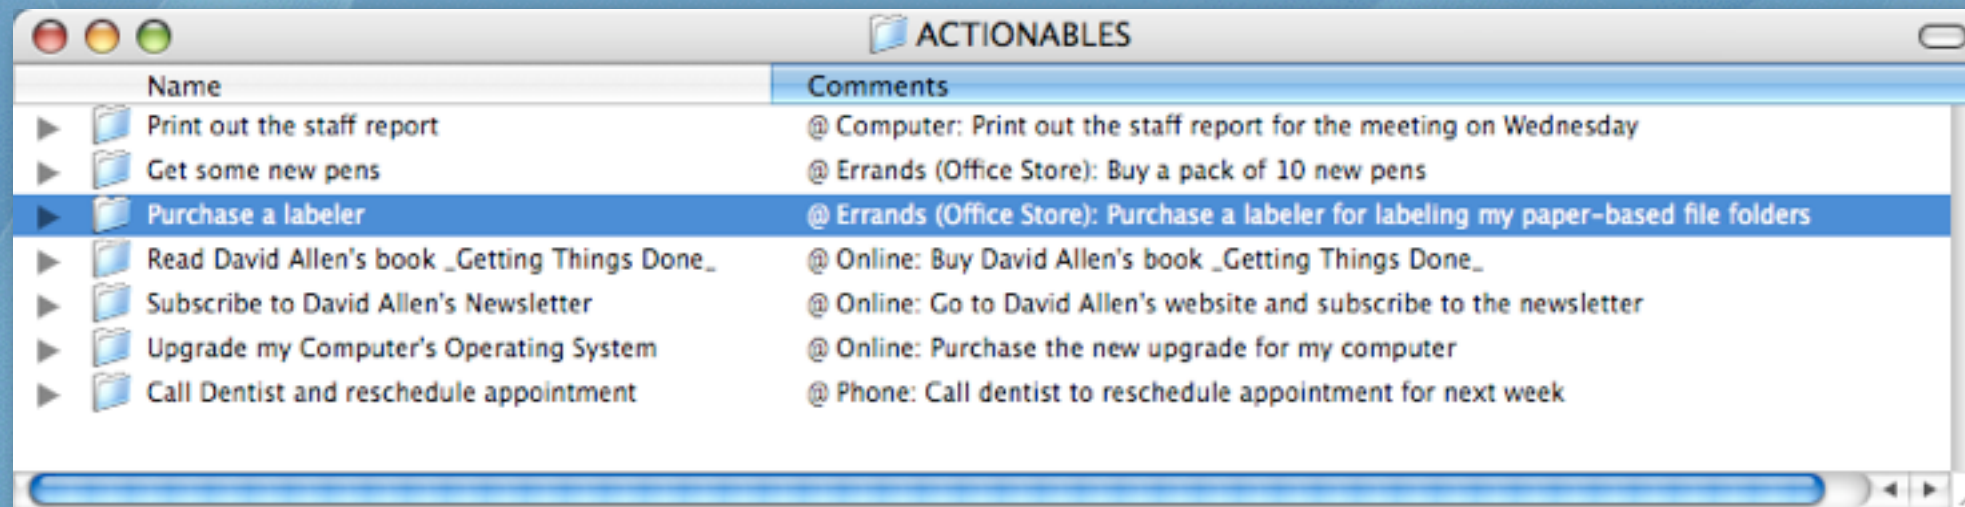 ACTIONABLES
Name Comments
Print out the staff report @ Computer: Print out the staff report for the meeting on Wednesday
Get some new pens @ Errands (Office Store): Buy a pack of 10 new pens
Purchase a labeler @ Errands (Office Store): Purchase a labeler for labeling my paper-based file folders
Read David Allen's book _Getting Things Done_ @ Online: Buy David Allen's book _Getting Things Done_
Subscribe to David Allen's Newsletter @ Online: Go to David Allen's website and subscribe to the newsletter
Upgrade my Computer's Operating System @ Online: Purchase the new upgrade for my computer
Call Dentist and reschedule appointment @ Phone: Call dentist to reschedule appointment for next week